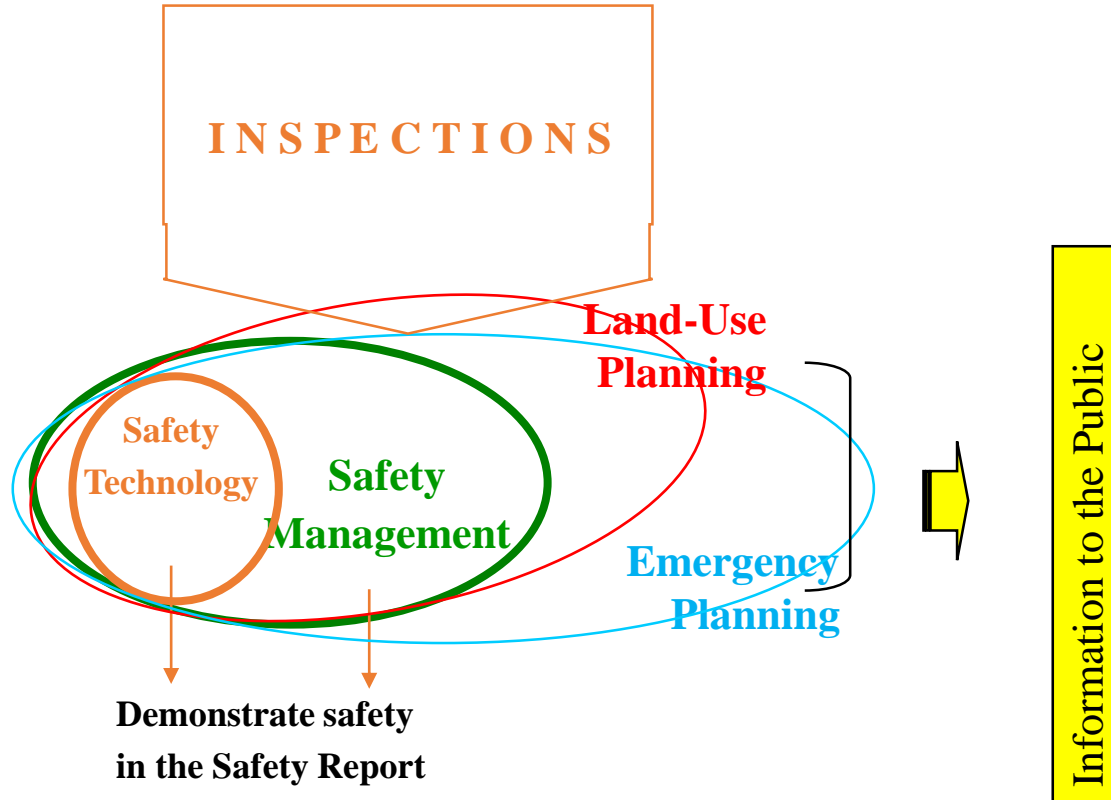 I N S P E C T I O N S
Land-Use
Planning
Safety
Technology
Safety
Management
Emergency
Planning
Demonstrate safety
in the Safety Report
Information to the Public